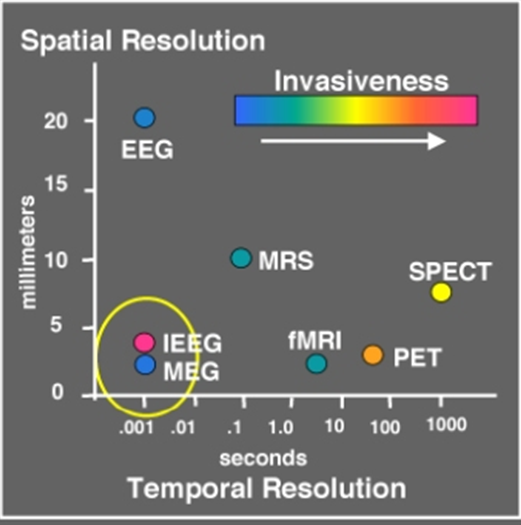 Spatial Resolution
Invasiveness
20
EEG
15
millimeters
10
MRS
SPECT
5
IEEG
fMRI
MEG
PET
0
.001 .01 .1 1.0 10 100 1000
seconds
Temporal Resolution